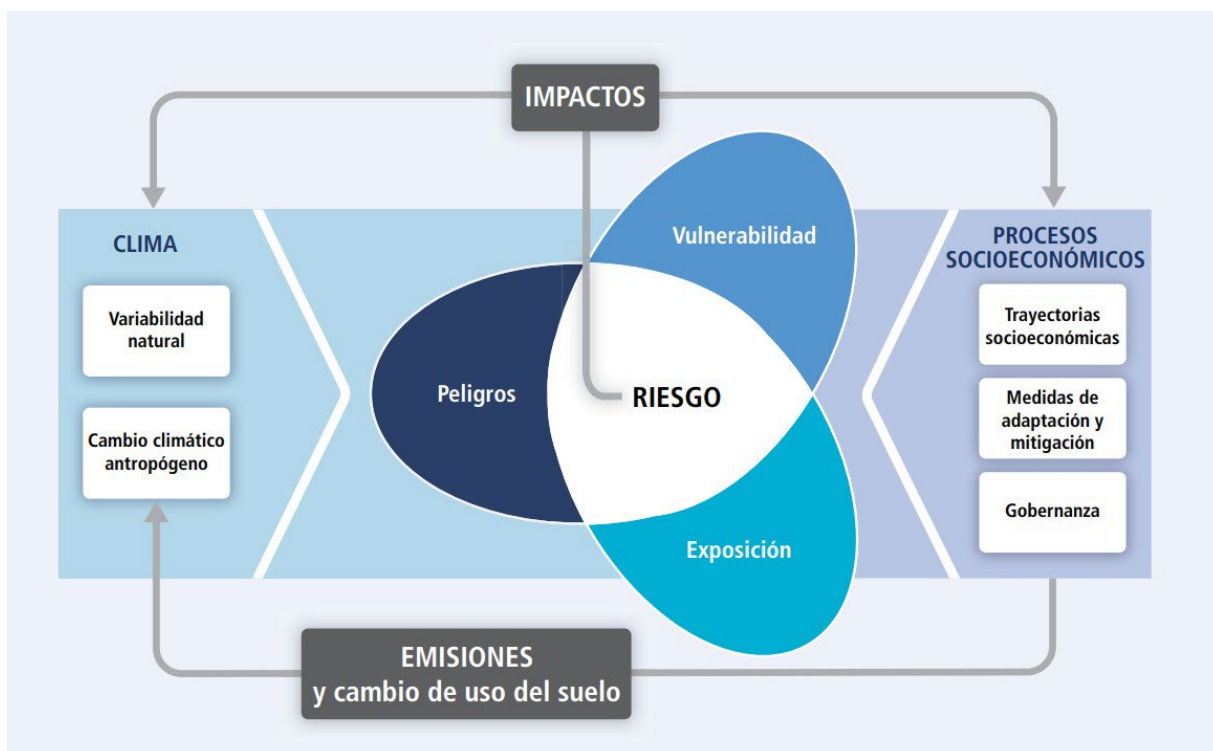 IMPACTOS
CLIMA
Variabilidad
natural
Cambio climático
antropógeno
Peligros
Vulnerabilidad
RIESGO
Exposición
PROCESOS
SOCIOECONÓMICOS
Trayectorias
socioeconómicas
Medidas de
adaptación y
mitigación
Gobernanza
EMISIONES
y cambio de uso del suelo